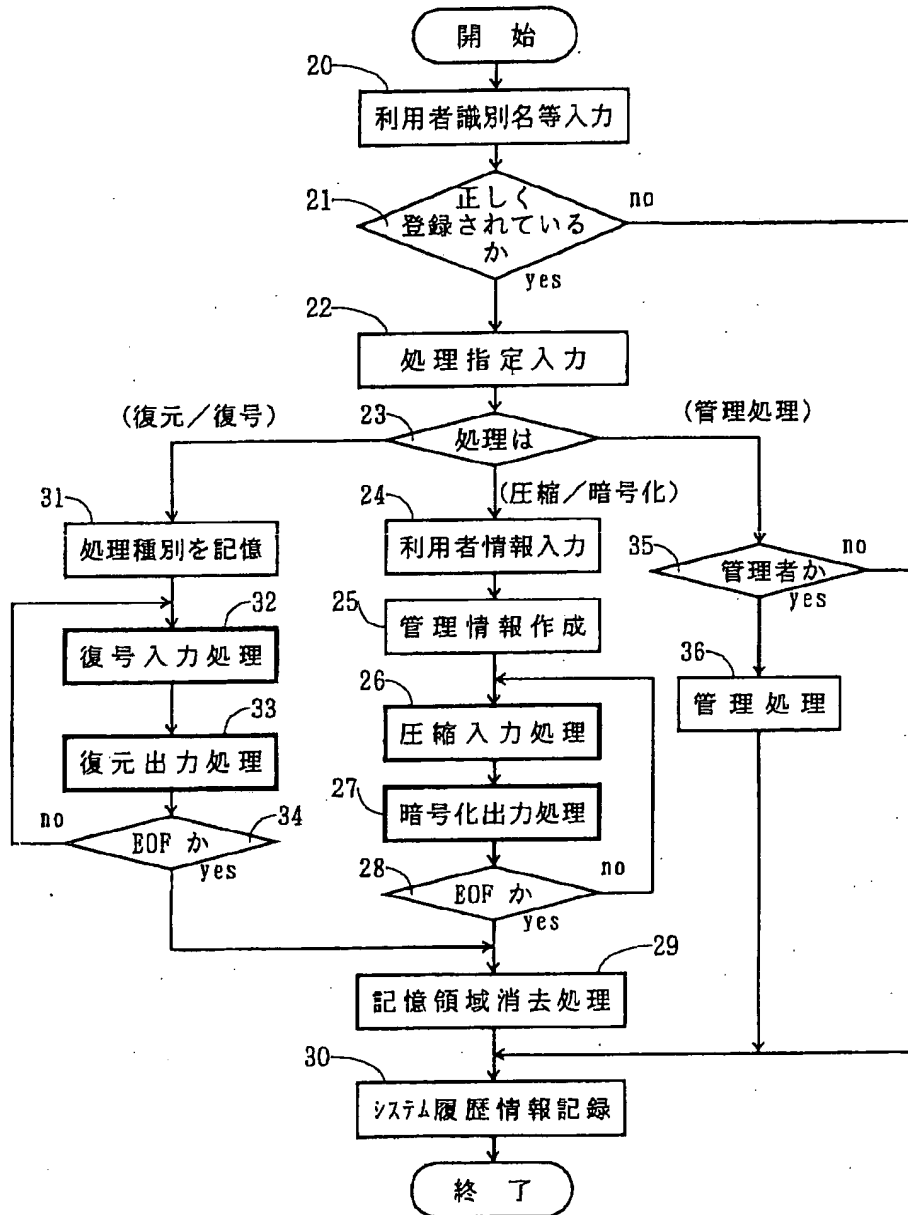 開 始
20
利用者識別名等入力
21
正しく
登録されている
か
no
yes
22
処理指定入力
(復元/復号)
23
処理は
(管理処理)
(圧縮/暗号化)
31
処理種別を記憶
24
利用者情報入力
35
管理者か
no
yes
32
復号入力処理
25
管理情報作成
36
管理処理
33
復元出力処理
26
圧縮入力処理
27
暗号化出力処理
no
EOFか
34
yes
28
EOFか
no
yes
29
記憶領域消去処理
30
システム履歴情報記録
終 了